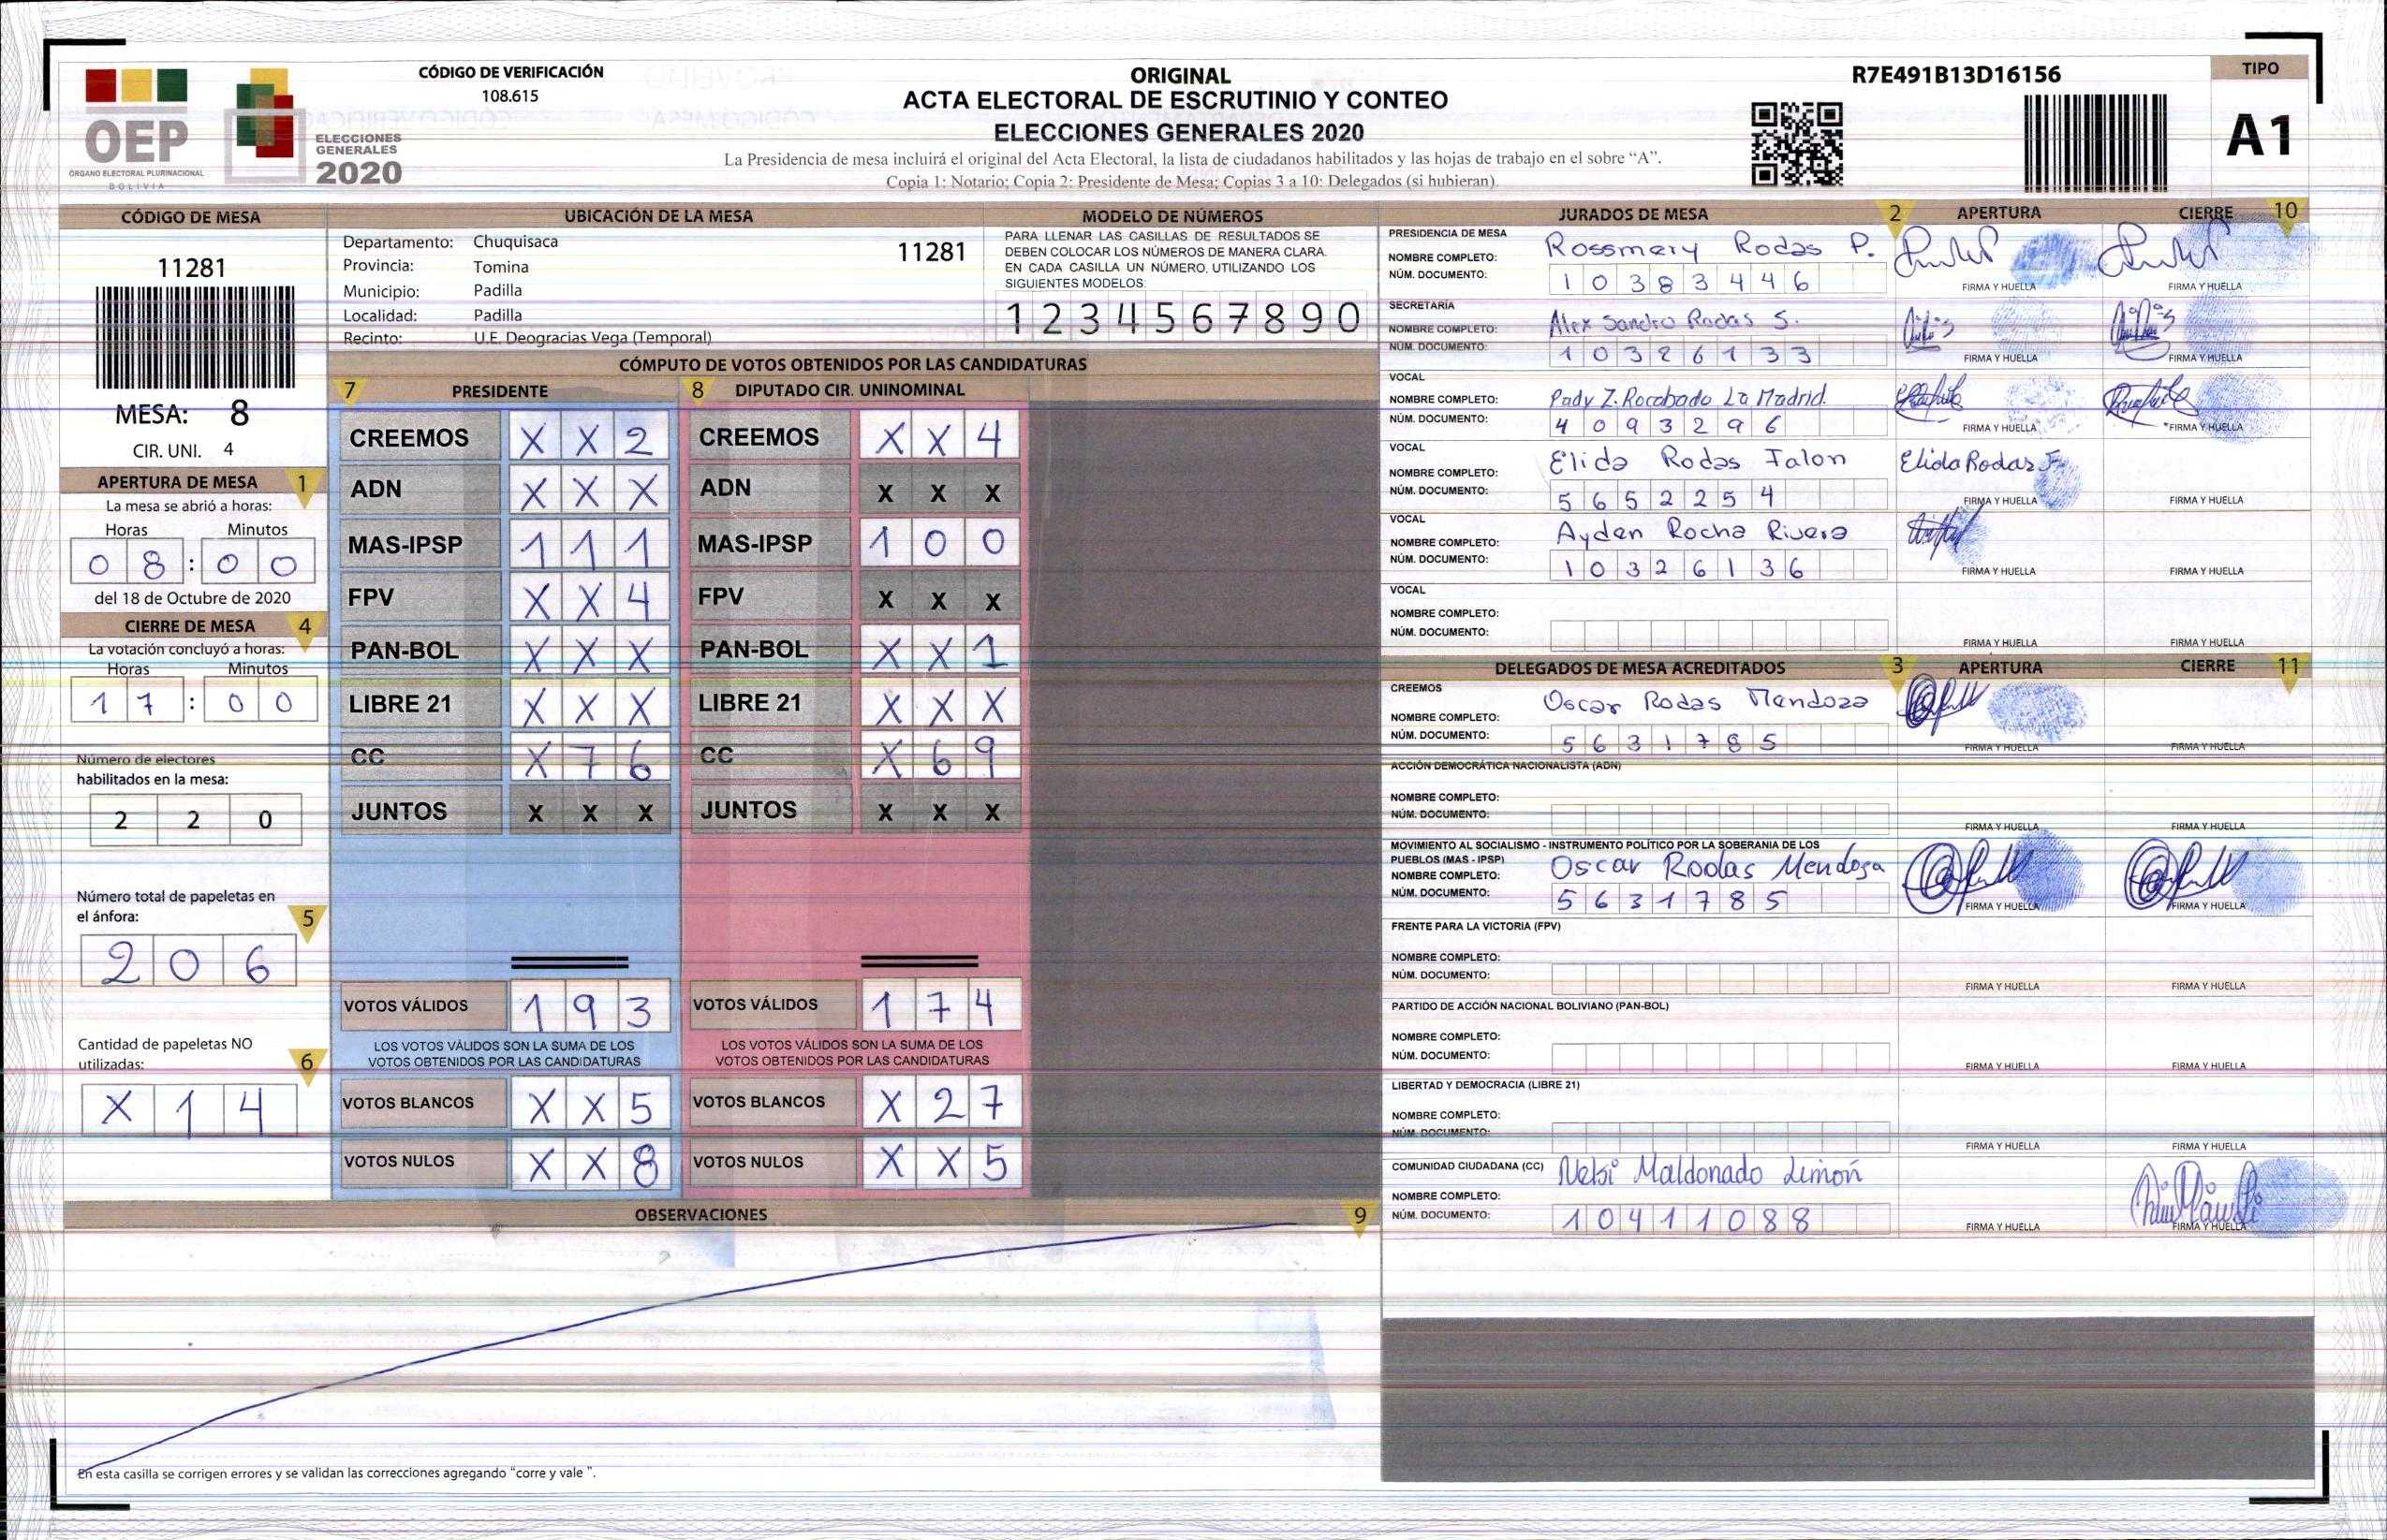 OEP
ÓRGANO ELECTORAL PLURINACIONAL
BOLIVIA
ELECCIONES
GENERALES
2020
CÓDIGO DE VERIFICACIÓN
108.615
ORIGINAL
ACTA ELECTORAL DE ESCRUTINIO Y CONTEO
ELECCIONES GENERALES 2020
La Presidencia de mesa incluirá el original del Acta Electoral, la lista de ciudadanos habilitados y las hojas de trabajo en el sobre “A”.
Copia 1: Notario; Copia 2: Presidente de Mesa; Copias 3 a 10: Delegados (si hubieran).
R7E491B13D16156
TIPO
A1
CÓDIGO DE MESA
11281
MESA: 8
CIR. UNI. 4
APERTURA DE MESA 1
La mesa se abrió a horas:
Horas Minutos
0 8 : 0 0
del 18 de Octubre de 2020
CIERRE DE MESA 4
La votación concluyó a horas:
Horas Minutos
1 7 : 0 0
Número de electores
habilitados en la mesa:
2 2 0
Número total de papeletas en
el ánfora: 5
2 0 6
Cantidad de papeletas NO
utilizadas: 6
X 1 4
UBICACIÓN DE LA MESA
Departamento: Chuquisaca 11281
Provincia: Tomina
Municipio: Padilla
Localidad: Padilla
Recinto: U.E. Deogracias Vega (Temporal)
MODELO DE NÚMEROS
PARA LLENAR LAS CASILLAS DE RESULTADOS SE
DEBEN COLOCAR LOS NÚMEROS DE MANERA CLARA.
EN CADA CASILLA UN NÚMERO, UTILIZANDO LOS
SIGUIENTES MODELOS:
1 2 3 4 5 6 7 8 9 0
CÓMPUTO DE VOTOS OBTENIDOS POR LAS CANDIDATURAS
7 PRESIDENTE 8 DIPUTADO CIR. UNINOMINAL
CREEMOS X X 2 CREEMOS X X 4
ADN X X X ADN X X X
MAS-IPSP 1 1 1 MAS-IPSP 1 0 0
FPV X X 4 FPV X X X
PAN-BOL X X X PAN-BOL X X 1
LIBRE 21 X X X LIBRE 21 X X X
CC X 7 6 CC X 6 9
JUNTOS X X X JUNTOS X X X
VOTOS VÁLIDOS 1 9 3 VOTOS VÁLIDOS 1 7 4
LOS VOTOS VÁLIDOS SON LA SUMA DE LOS LOS VOTOS VÁLIDOS SON LA SUMA DE LOS
VOTOS OBTENIDOS POR LAS CANDIDATURAS VOTOS OBTENIDOS POR LAS CANDIDATURAS
VOTOS BLANCOS X X 5 VOTOS BLANCOS X 2 7
VOTOS NULOS X X 8 VOTOS NULOS X X 5
OBSERVACIONES 9
En esta casilla se corrigen errores y se validan las correcciones agregando “corre y vale ”.
JURADOS DE MESA 2 APERTURA CIERRE 10
PRESIDENCIA DE MESA
NOMBRE COMPLETO: Rossmery Rodas P.
NÚM. DOCUMENTO: 1 0 3 8 3 4 4 6
FIRMA Y HUELLA FIRMA Y HUELLA
SECRETARÍA
NOMBRE COMPLETO: Alex Sandro Rodas S.
NÚM. DOCUMENTO: 1 0 3 2 6 1 3 3
FIRMA Y HUELLA FIRMA Y HUELLA
VOCAL
NOMBRE COMPLETO: Pady Z. Rocabado La Madrid.
NÚM. DOCUMENTO: 4 0 9 3 2 9 6
FIRMA Y HUELLA FIRMA Y HUELLA
VOCAL
NOMBRE COMPLETO: Elida Rodas Falon Elida Rodas F
NÚM. DOCUMENTO: 5 6 5 2 2 5 4
FIRMA Y HUELLA FIRMA Y HUELLA
VOCAL
NOMBRE COMPLETO: Ayden Rocha Rivera
NÚM. DOCUMENTO: 1 0 3 2 6 1 3 6
FIRMA Y HUELLA FIRMA Y HUELLA
VOCAL
NOMBRE COMPLETO:
NÚM. DOCUMENTO:
FIRMA Y HUELLA FIRMA Y HUELLA
DELEGADOS DE MESA ACREDITADOS 3 APERTURA CIERRE 11
CREEMOS
NOMBRE COMPLETO: Oscar Rodas Mendoza
NÚM. DOCUMENTO: 5 6 3 1 7 8 5
FIRMA Y HUELLA FIRMA Y HUELLA
ACCIÓN DEMOCRÁTICA NACIONALISTA (ADN)
NOMBRE COMPLETO:
NÚM. DOCUMENTO:
FIRMA Y HUELLA FIRMA Y HUELLA
MOVIMIENTO AL SOCIALISMO - INSTRUMENTO POLÍTICO POR LA SOBERANIA DE LOS
PUEBLOS (MAS - IPSP)
NOMBRE COMPLETO: Oscar Rodas Mendoza
NÚM. DOCUMENTO: 5 6 3 1 7 8 5
FIRMA Y HUELLA FIRMA Y HUELLA
FRENTE PARA LA VICTORIA (FPV)
NOMBRE COMPLETO:
NÚM. DOCUMENTO:
FIRMA Y HUELLA FIRMA Y HUELLA
PARTIDO DE ACCIÓN NACIONAL BOLIVIANO (PAN-BOL)
NOMBRE COMPLETO:
NÚM. DOCUMENTO:
FIRMA Y HUELLA FIRMA Y HUELLA
LIBERTAD Y DEMOCRACIA (LIBRE 21)
NOMBRE COMPLETO:
NÚM. DOCUMENTO:
FIRMA Y HUELLA FIRMA Y HUELLA
COMUNIDAD CIUDADANA (CC)
NOMBRE COMPLETO: Nelsi Maldonado Limón
NÚM. DOCUMENTO: 1 0 4 1 1 0 8 8
FIRMA Y HUELLA FIRMA Y HUELLA